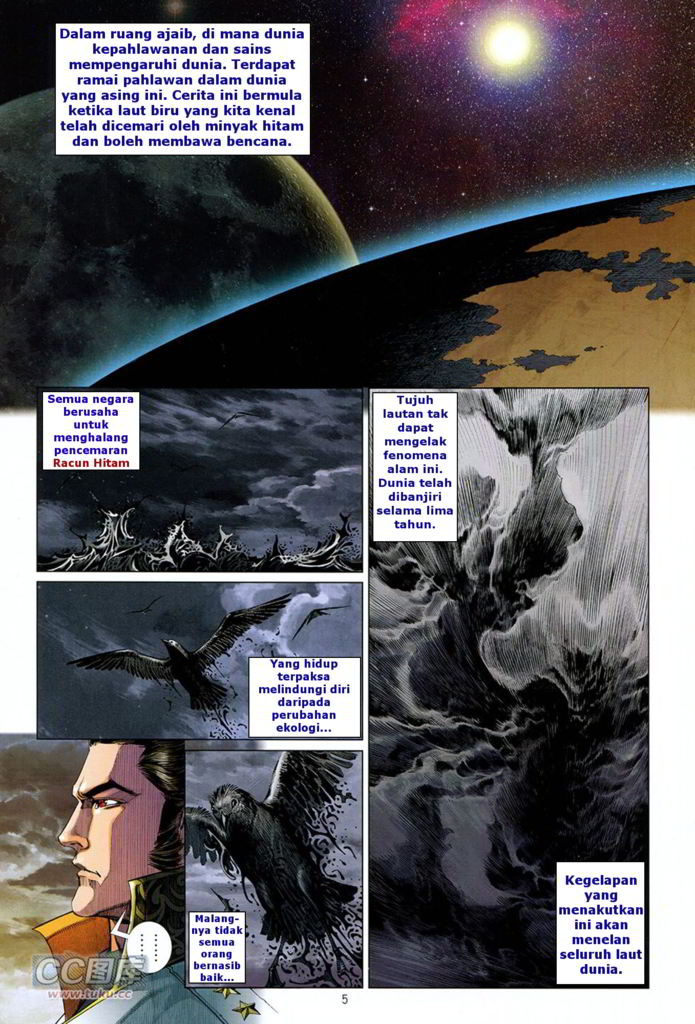 Dalam ruang ajaib, di mana dunia
kepahlawanan dan sains
mempengaruhi dunia. Terdapat
ramai pahlawan dalam dunia
yang asing ini. Cerita ini bermula
ketika laut biru yang kita kenal
telah dicemari oleh minyak hitam
dan boleh membawa bencana.
Semua negara
berusaha
untuk
menghalang
pencemaran
Racun Hitam
Tujuh
lautan tak
dapat
mengelak
fenomena
alam ini.
Dunia telah
dibanjiri
selama lima
tahun.
Yang hidup
terpaksa
melindungi diri
daripada
perubahan
ekologi...
Malang-
nya tidak
semua
orang
bernasib
baik...
Kegelapan
yang
menakutkan
ini akan
menelan
seluruh laut
dunia.
......
CC图库
www.tuku.cc
5